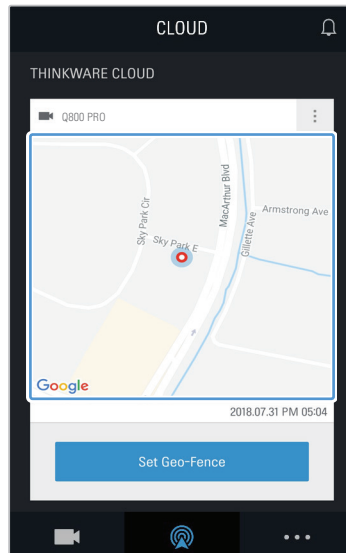 CLOUD
THINKWARE CLOUD
Q800 PRO
MacArthur Blvd
Armstrong Ave
Sky Park Cir
Gillette Ave
Sky Park E
Google
2018.07.31 PM 05:04
Set Geo-Fence